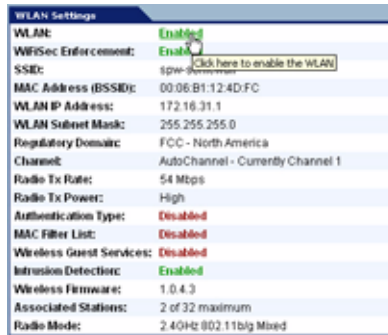 WLAN Settings
WLAN: Enabled
WiFiSec Enforcement:
Click here to enable the WLAN
SSID:
MAC Address (BSSID): 00:06:B1:12:4D:FC
WLAN IP Address: 172.16.31.1
WLAN Subnet Mask: 255.255.255.0
Regulatory Domain: FCC - North America
Channel: AutoChannel - Currently Channel 1
Radio Tx Rate: 54 Mbps
Radio Tx Power: High
Authentication Type: Disabled
MAC Filter List: Disabled
Wireless Guest Services: Disabled
Intrusion Detection: Enabled
Wireless Firmware: 1.0.4.3
Associated Stations: 2 of 32 maximum
Radio Mode: 2.4GHz 802.11b/g Mixed